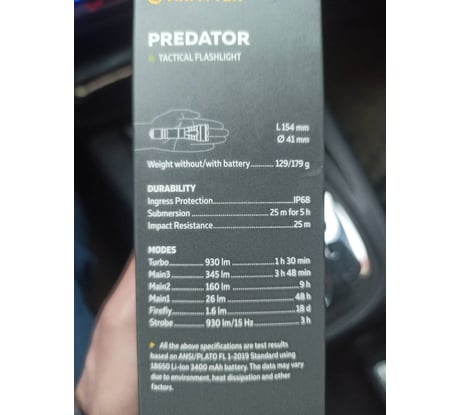 PREDATOR
TACTICAL FLASHLIGHT
L 154 mm
Ø 41 mm
Weight without/with battery........... 129/179 g
DURABILITY
Ingress Protection....................................IP68
Submersion ................................. 25 m for 5 h
Impact Resistance....................................25 m
MODES
Turbo............930 lm ...................1 h 30 min
Main3............345 lm .................3 h 48 min
Main2............160 lm ................................9 h
Main1............26 lm .................................48 h
Firefly............1.6 lm .................................18 d
Strobe...........930 lm/15 Hz......................3 h
All the above specifications are test results
based on ANSI/PLATO FL 1-2019 Standard using
18650 Li-Ion 3400 mAh battery. The data may vary
due to environment, heat dissipation and other
factors.